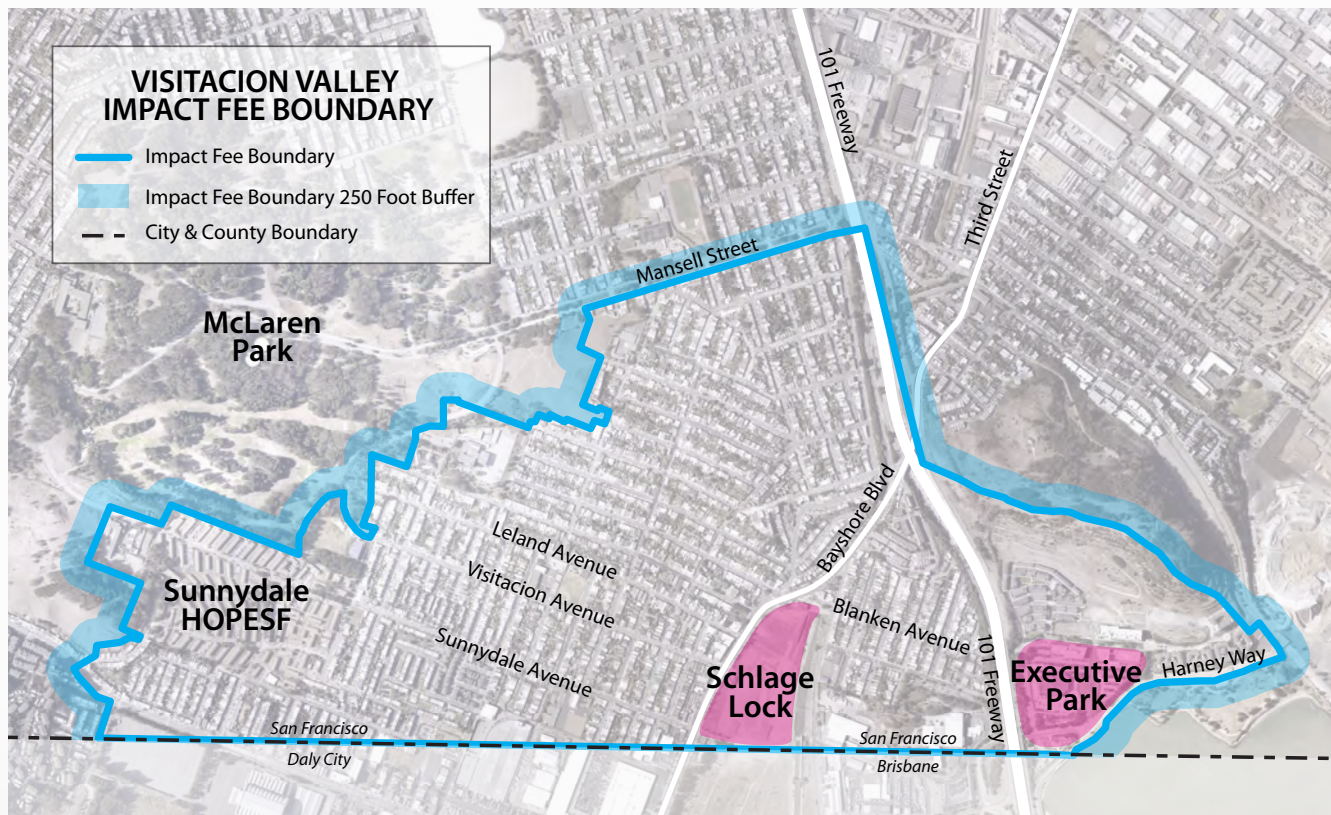 VISITACION VALLEY
IMPACT FEE BOUNDARY
Impact Fee Boundary
Impact Fee Boundary 250 Foot Buffer
City & County Boundary
101 Freeway
Third Street
Mansell Street
McLaren
Park
Bayshore Blvd
Leland Avenue
Visitacion Avenue
Sunnydale Avenue
Sunnydale
HOPESF
Blanken Avenue
101 Freeway
Schlage
Lock
Executive
Park
Harney Way
San Francisco
Daly City
San Francisco
Brisbane